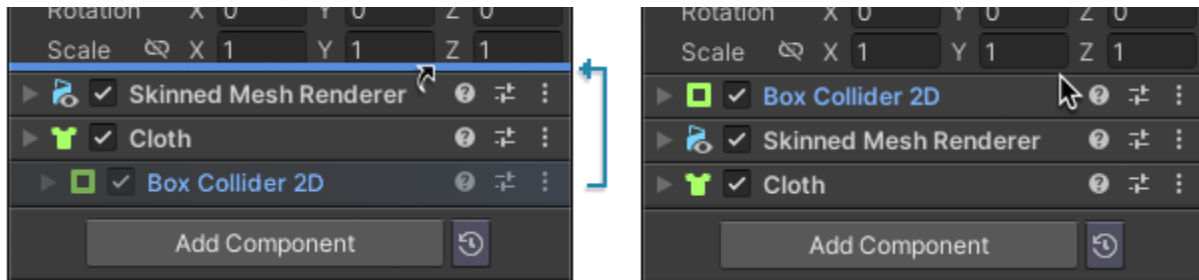 Rotation X 0 Y 0 Z 0
Scale X 1 Y 1 Z 1
Skinned Mesh Renderer
Cloth
Box Collider 2D
Add Component
Rotation X 0 Y 0 Z 0
Scale X 1 Y 1 Z 1
Box Collider 2D
Skinned Mesh Renderer
Cloth
Add Component